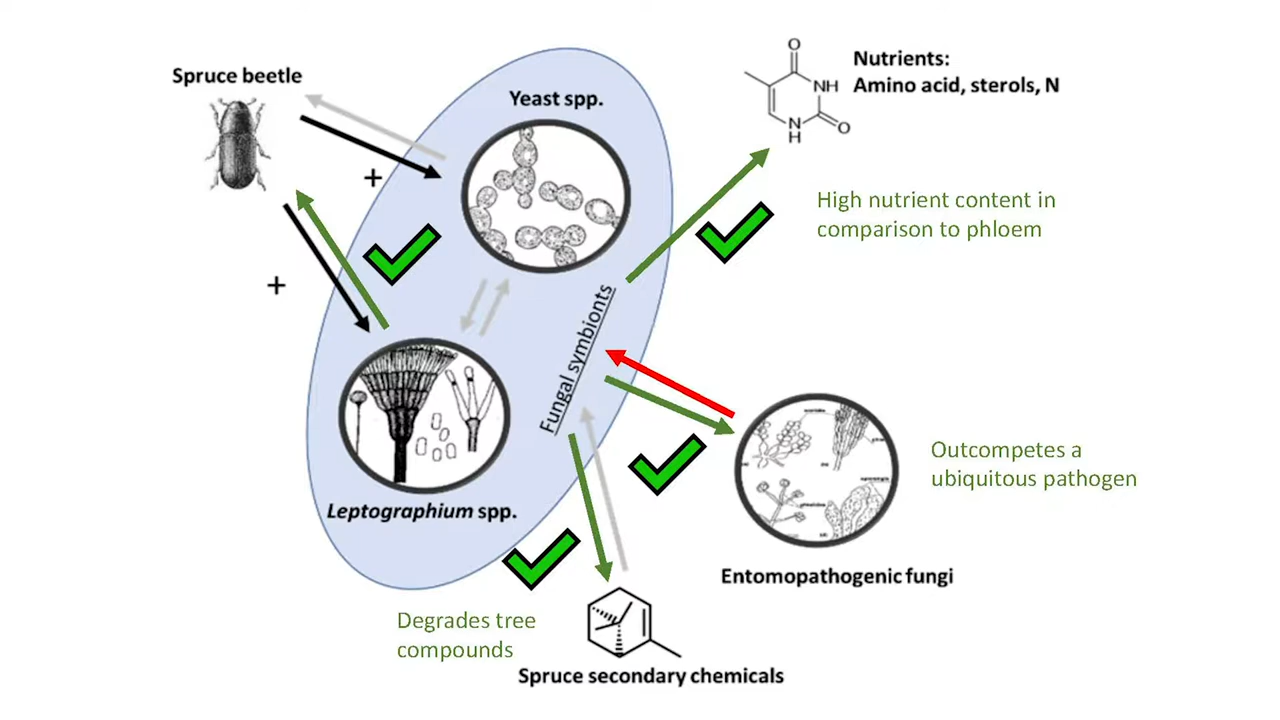 Spruce beetle
Yeast spp.
Nutrients:
Amino acid, sterols, N
O
NH
N
H
O
+
+
High nutrient content in
comparison to phloem
Fungal symbionts
Leptographium spp.
Outcompetes a
ubiquitous pathogen
Entomopathogenic fungi
Degrades tree
compounds
Spruce secondary chemicals